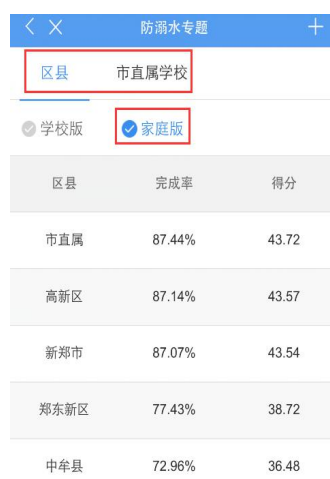 防溺水专题
区县 市直属学校
学校版 家庭版
区县 完成率 得分
市直属 87.44% 43.72
高新区 87.14% 43.57
新郑市 87.07% 43.54
郑东新区 77.43% 38.72
中牟县 72.96% 36.48